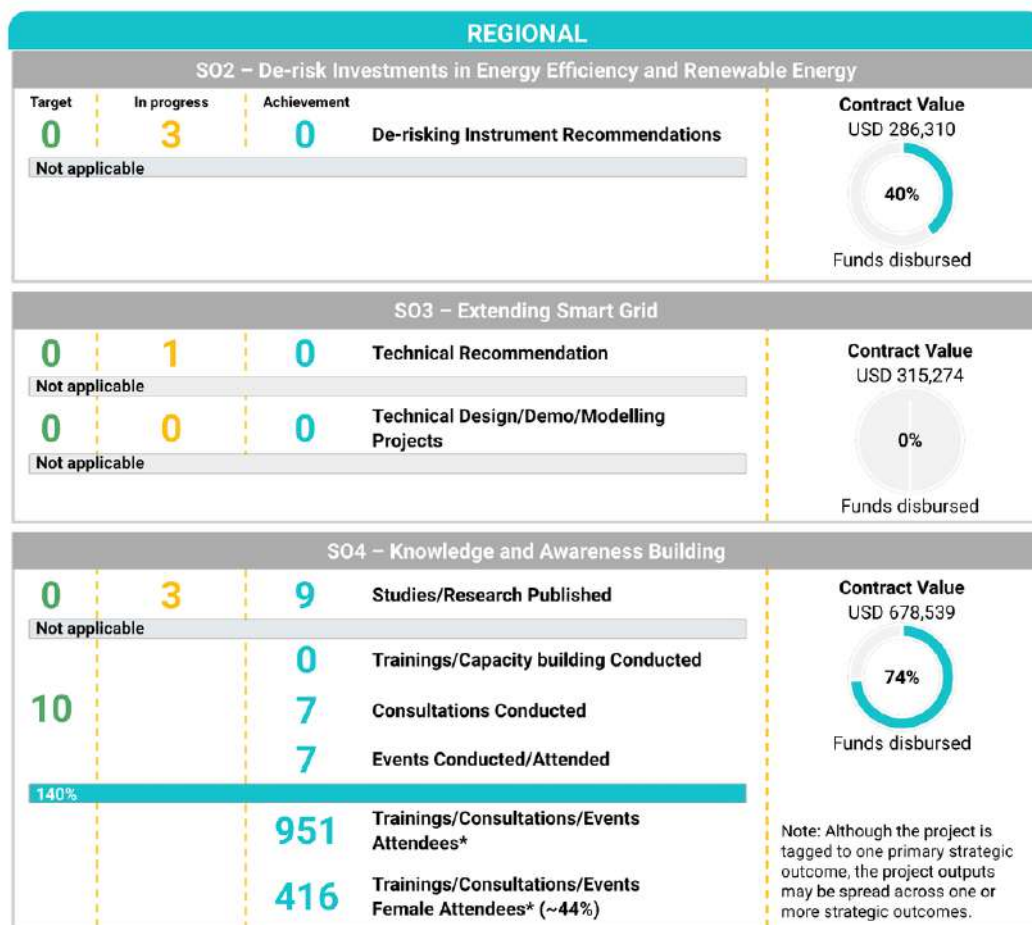 REGIONAL
SO2 – De-risk Investments in Energy Efficiency and Renewable Energy
Target In progress Achievement
0 3 0 De-risking Instrument Recommendations
Not applicable
Contract Value
USD 286,310
40%
Funds disbursed
SO3 – Extending Smart Grid
0 1 0 Technical Recommendation
Not applicable
0 0 0 Technical Design/Demo/Modelling
Projects
Not applicable
Contract Value
USD 315,274
0%
Funds disbursed
SO4 – Knowledge and Awareness Building
0 3 9 Studies/Research Published
Not applicable
0 Trainings/Capacity building Conducted
10 7 Consultations Conducted
7 Events Conducted/Attended
140%
951 Trainings/Consultations/Events
Attendees*
416 Trainings/Consultations/Events
Female Attendees* (~44%)
Contract Value
USD 678,539
74%
Funds disbursed
Note: Although the project is
tagged to one primary strategic
outcome, the project outputs
may be spread across one or
more strategic outcomes.